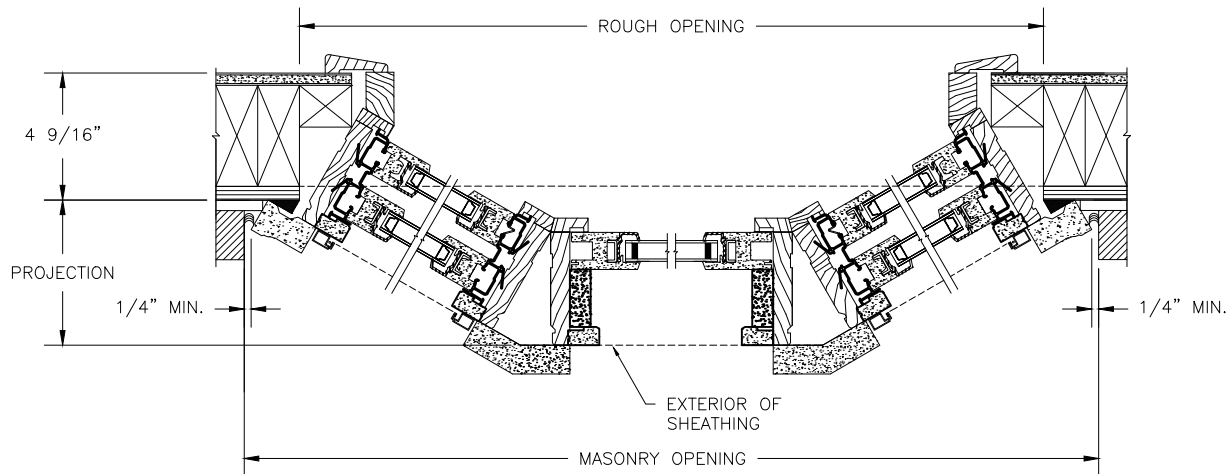 ROUGH OPENING
4 9/16”
PROJECTION
1/4” MIN.
1/4” MIN.
EXTERIOR OF
SHEATHING
MASONRY OPENING